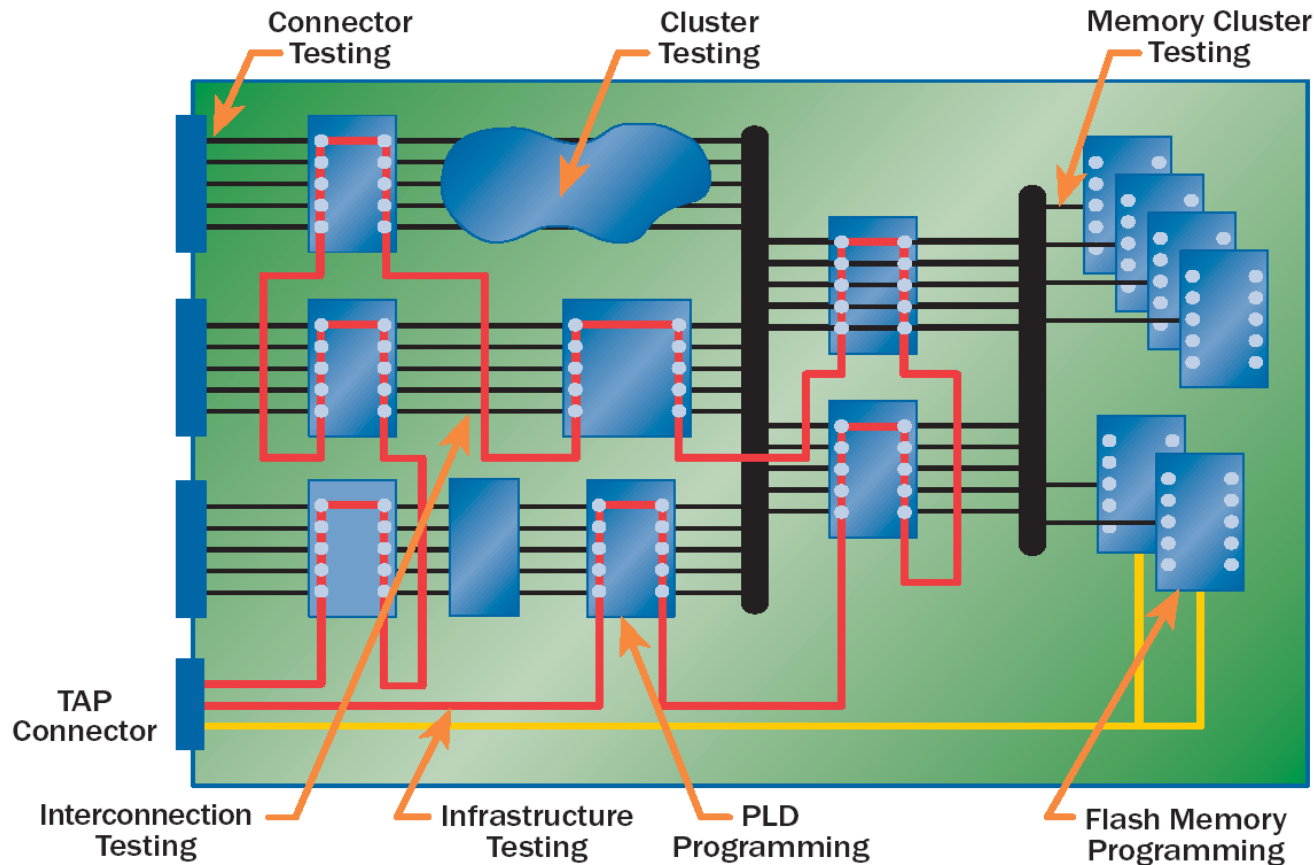 Connector
Testing
Cluster
Testing
Memory Cluster
Testing
TAP
Connector
Interconnection
Testing
Infrastructure
Testing
PLD
Programming
Flash Memory
Programming